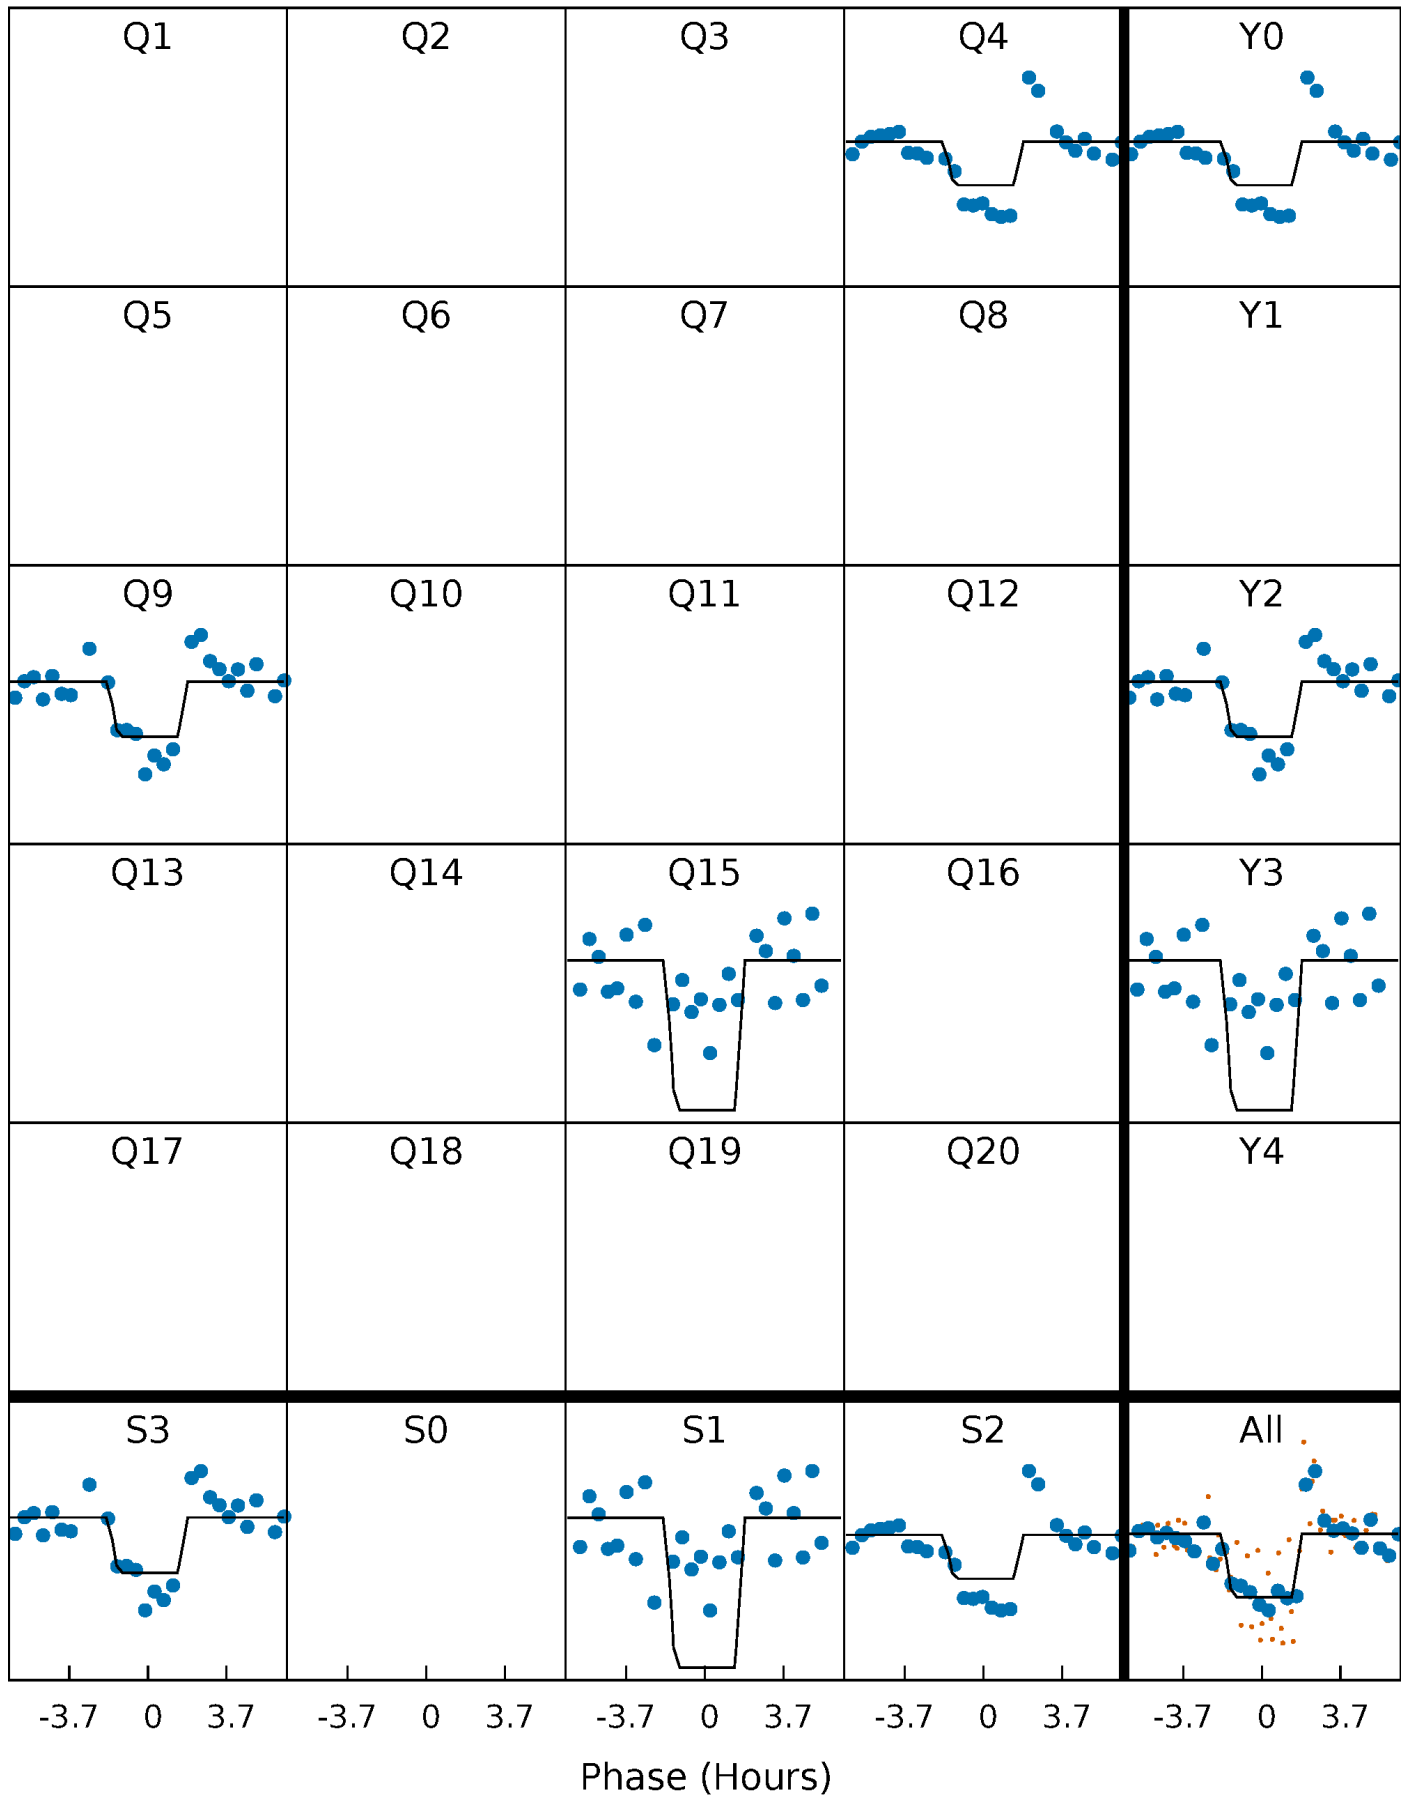 Q1 Q2 Q3 Q4 Y0
Q5 Q6 Q7 Q8 Y1
Q9 Q10 Q11 Q12 Y2
Q13 Q14 Q15 Q16 Y3
Q17 Q18 Q19 Q20 Y4
S3 S0 S1 S2 All
-3.7 0 3.7 -3.7 0 3.7 -3.7 0 3.7 -3.7 0 3.7 -3.7 0 3.7
Phase (Hours)